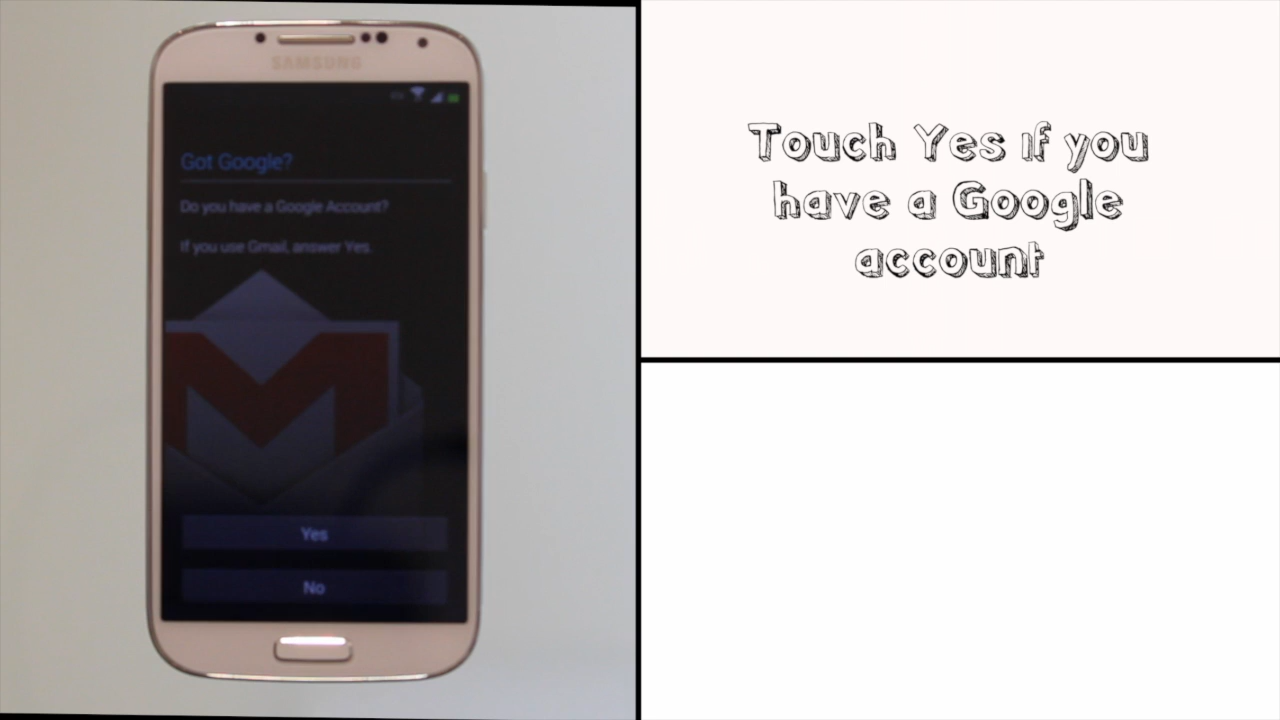 SAMSUNG
Got Google?
Do you have a Google Account?
If you use Gmail, answer Yes.
Yes
No
Touch Yes if you
have a Google
account